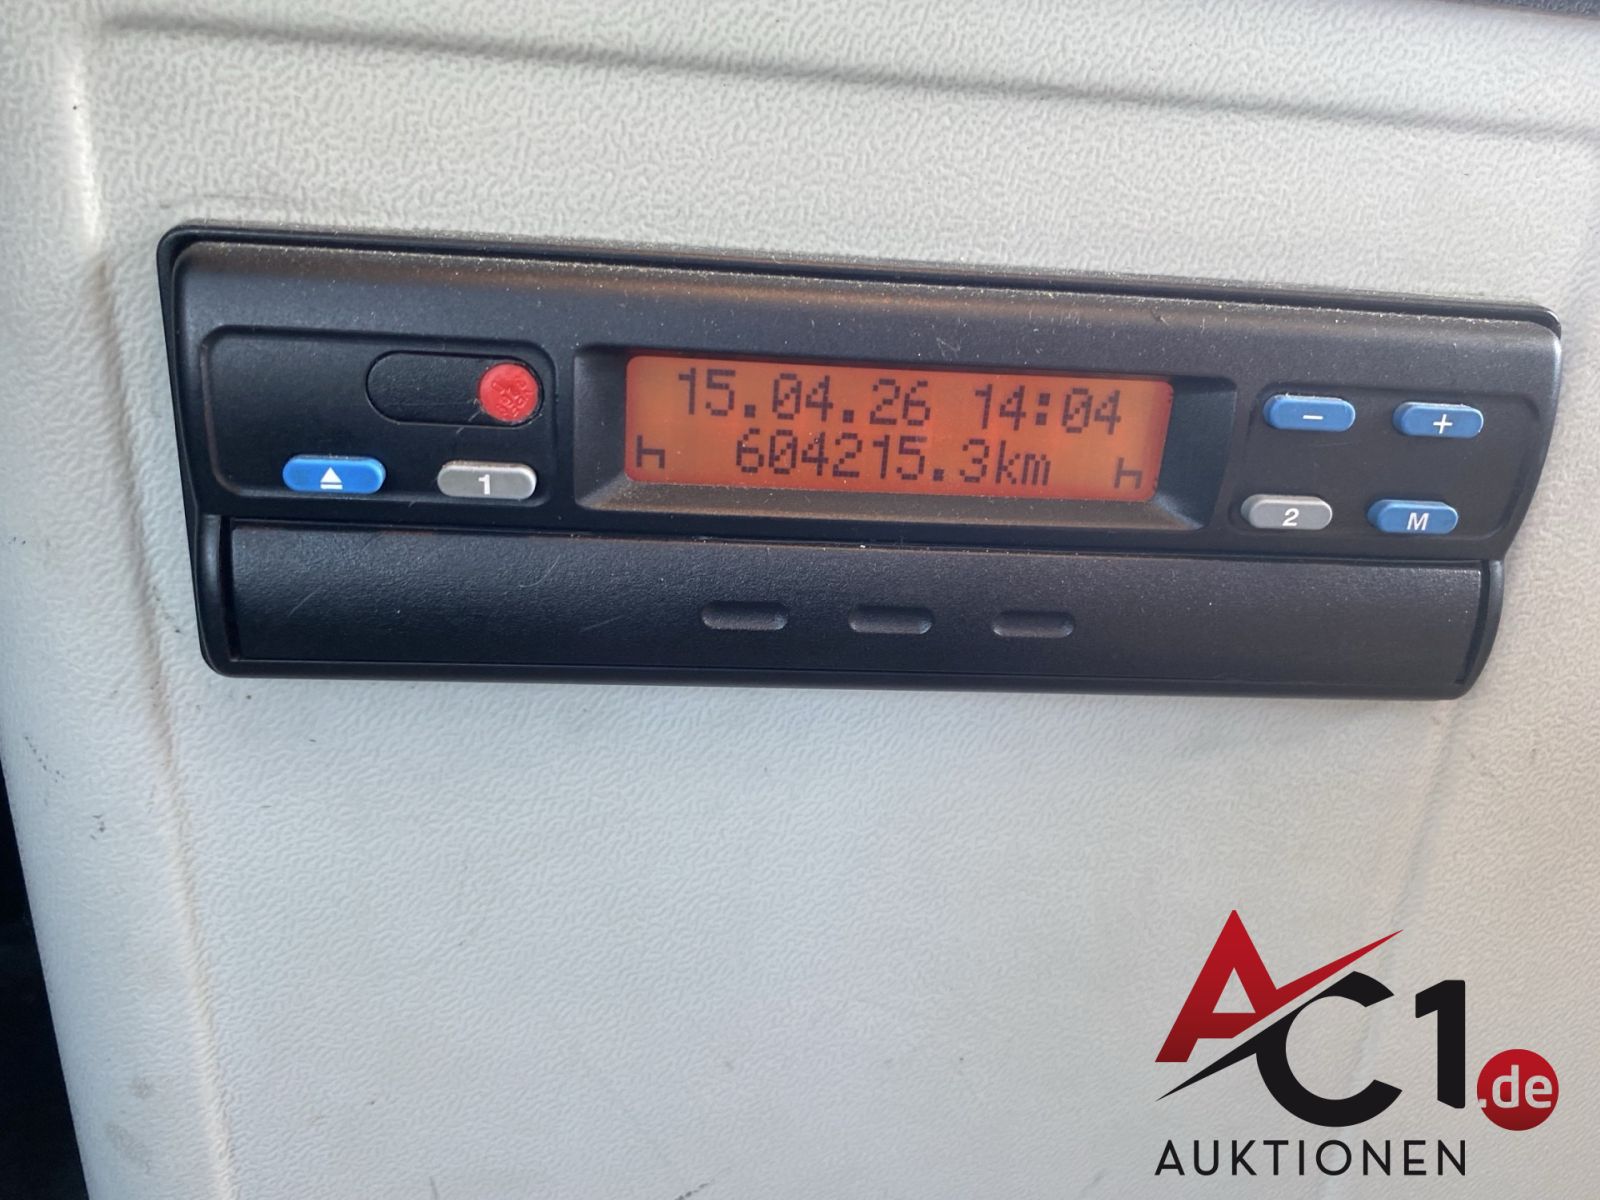 15.04.26 14:04
604215.3km
1
2
M
AC1.de
AUKTIONEN